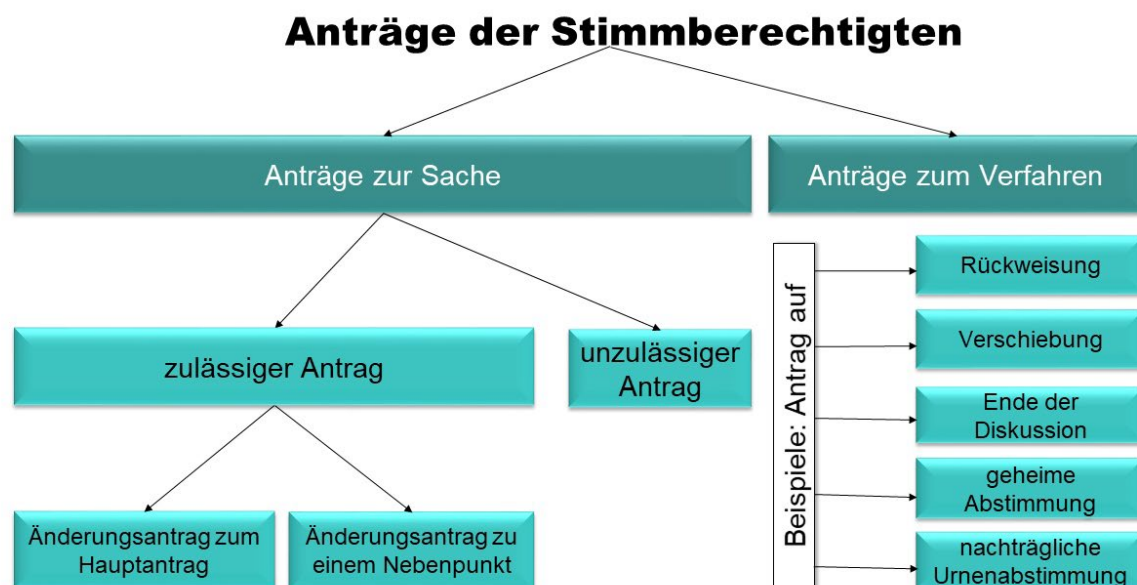 Anträge der Stimmberechtigten
Anträge zur Sache
Anträge zum Verfahren
zulässiger Antrag
unzulässiger
Antrag
Änderungsantrag zum
Hauptantrag
Änderungsantrag zu
einem Nebenpunkt
Beispiele: Antrag auf
Rückweisung
Verschiebung
Ende der
Diskussion
geheime
Abstimmung
nachträgliche
Urnenabstimmung